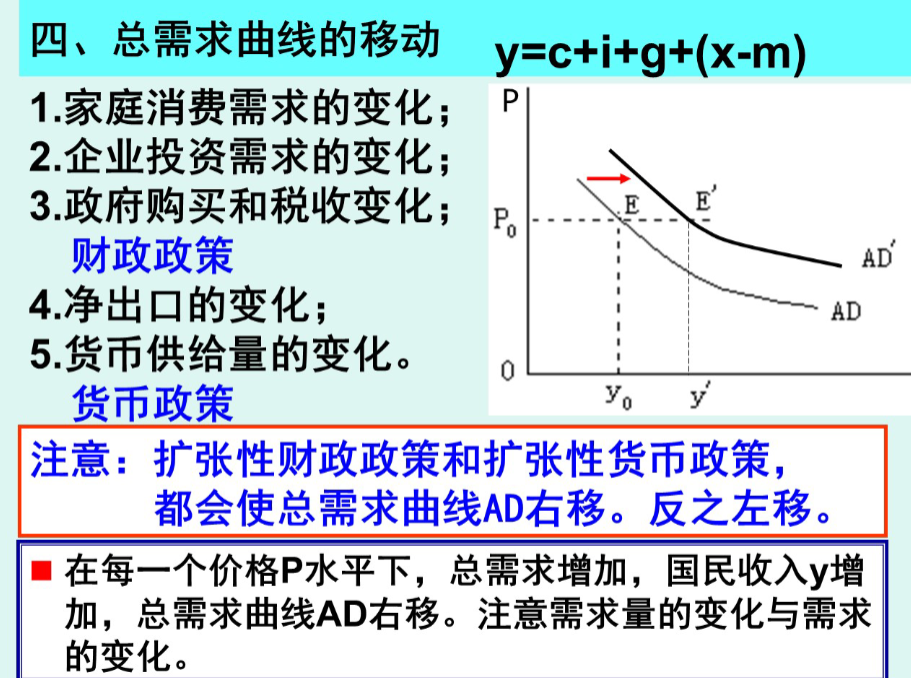 四、总需求曲线的移动
y=c+i+g+(x-m)
1.家庭消费需求的变化；
2.企业投资需求的变化；
3.政府购买和税收变化；
财政政策
4.净出口的变化；
5.货币供给量的变化。
货币政策
P
E
E′
P₀
AD′
AD
0
y₀
y′
注意：扩张性财政政策和扩张性货币政策，
都会使总需求曲线AD右移。反之左移。
在每一个价格P水平下，总需求增加，国民收入y增
加，总需求曲线AD右移。注意需求量的变化与需求
的变化。